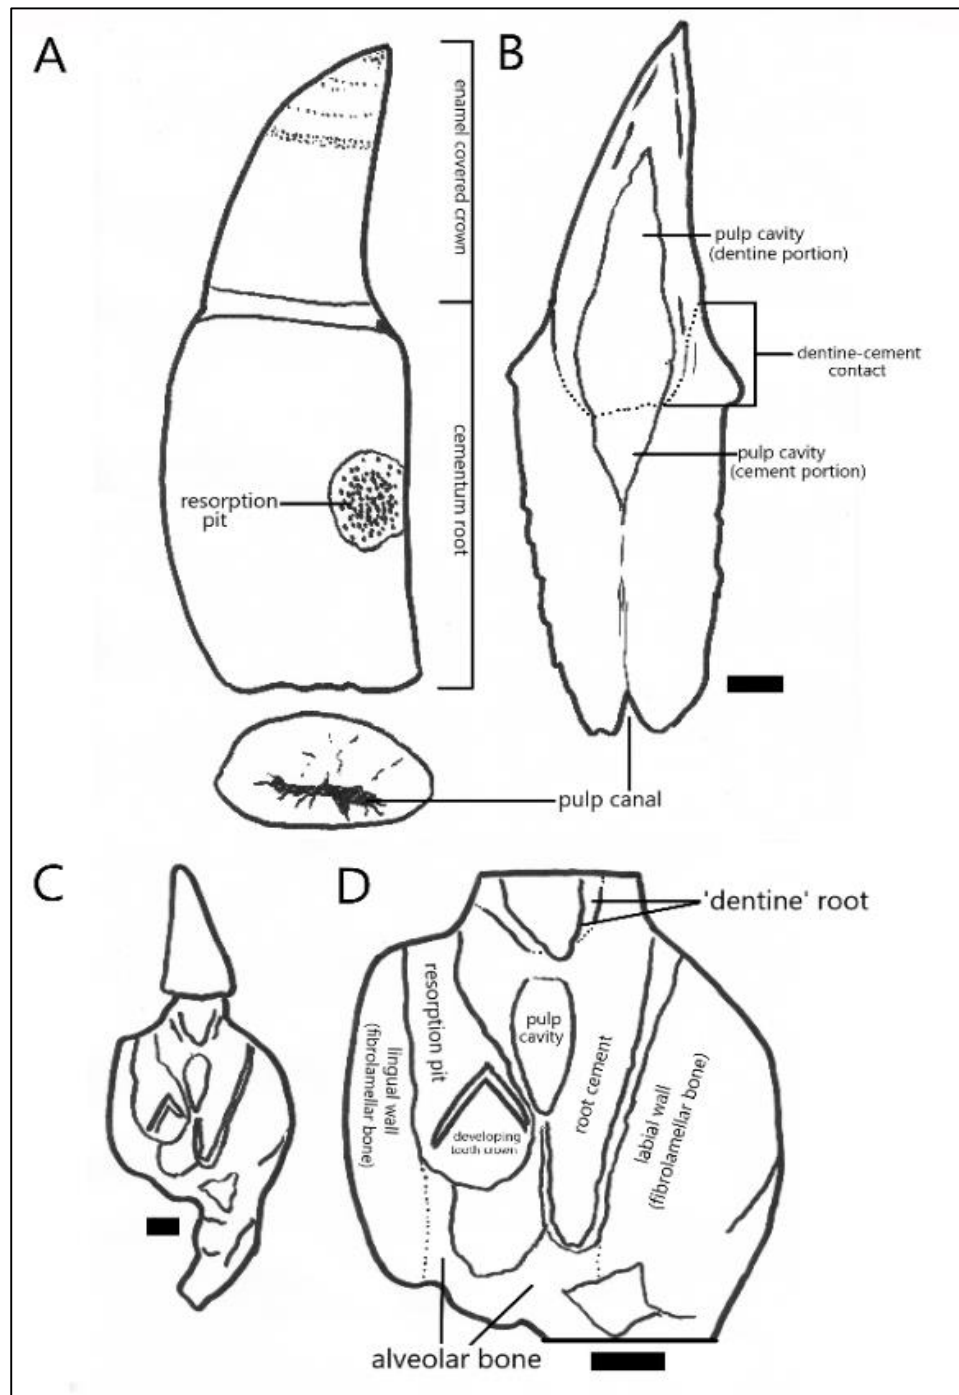 A
enamel covered crown
cementum root
resorption
pit
B
pulp cavity
(dentine portion)
dentine-cement
contact
pulp cavity
(cement portion)
pulp canal
C
D
'dentine' root
resorption pit
lingual wall
(fibrolamellar bone)
pulp
cavity
developing
tooth crown
root cement
labial wall
(fibrolamellar bone)
alveolar bone